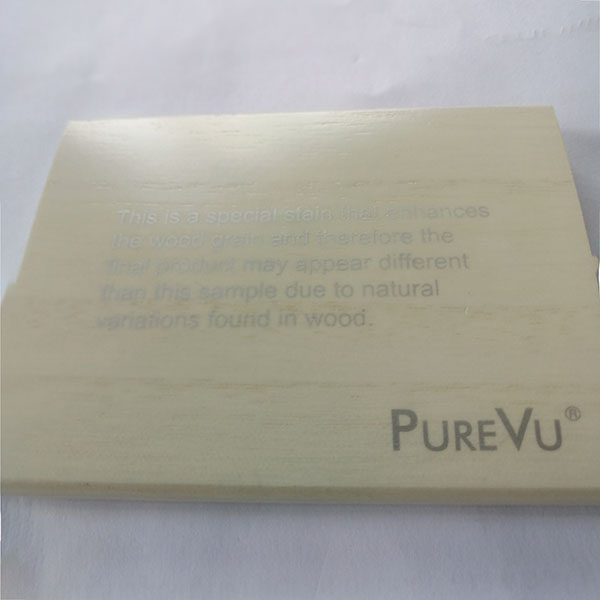 This is a special stain that enhances
the wood grain and therefore the
final product may appear different
than this sample due to natural
variations found in wood.
PUREVU®